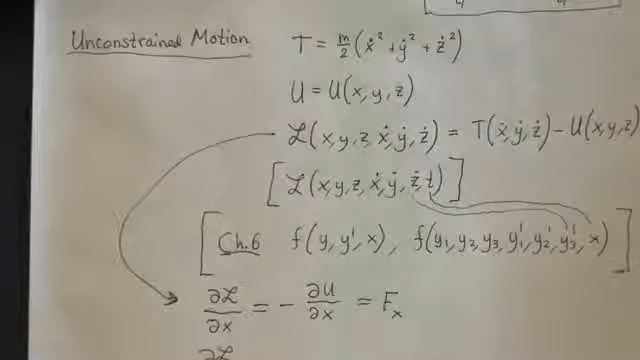 Unconstrained Motion T = m/2 (ẋ² + ẏ² + ż²)
U = U(x, y, z)
ℒ(x, y, z, ẋ, ẏ, ż) = T(ẋ, ẏ, ż) - U(x, y, z)
[ℒ(x, y, z, ẋ, ẏ, ż, t)]
[Ch. 6 f(y, y', x), f(y₁, y₂, y₃, y₁', y₂', y₃', x)]
∂ℒ/∂x = - ∂U/∂x = Fₓ
∂ℒ